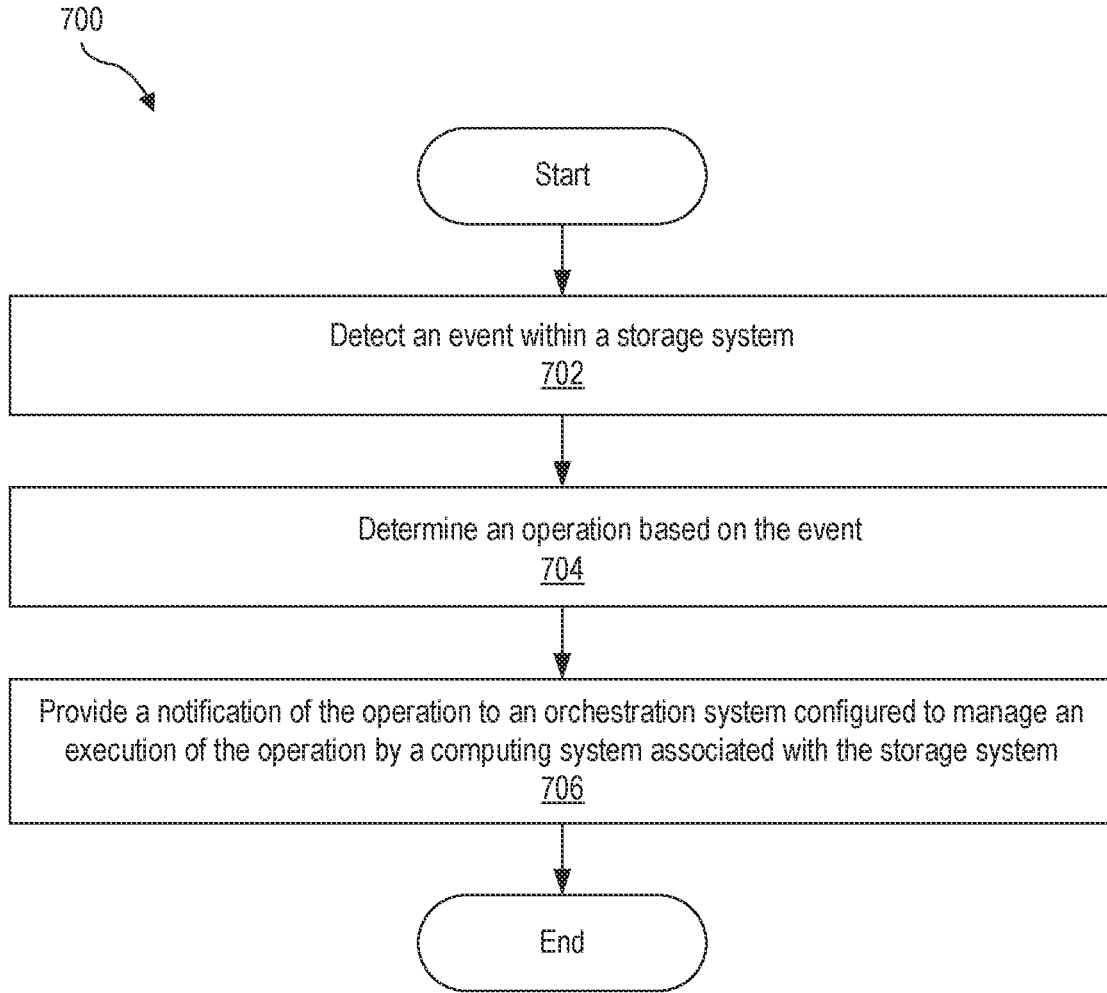 700
Start
Detect an event within a storage system
702
Determine an operation based on the event
704
Provide a notification of the operation to an orchestration system configured to manage an
execution of the operation by a computing system associated with the storage system
706
End